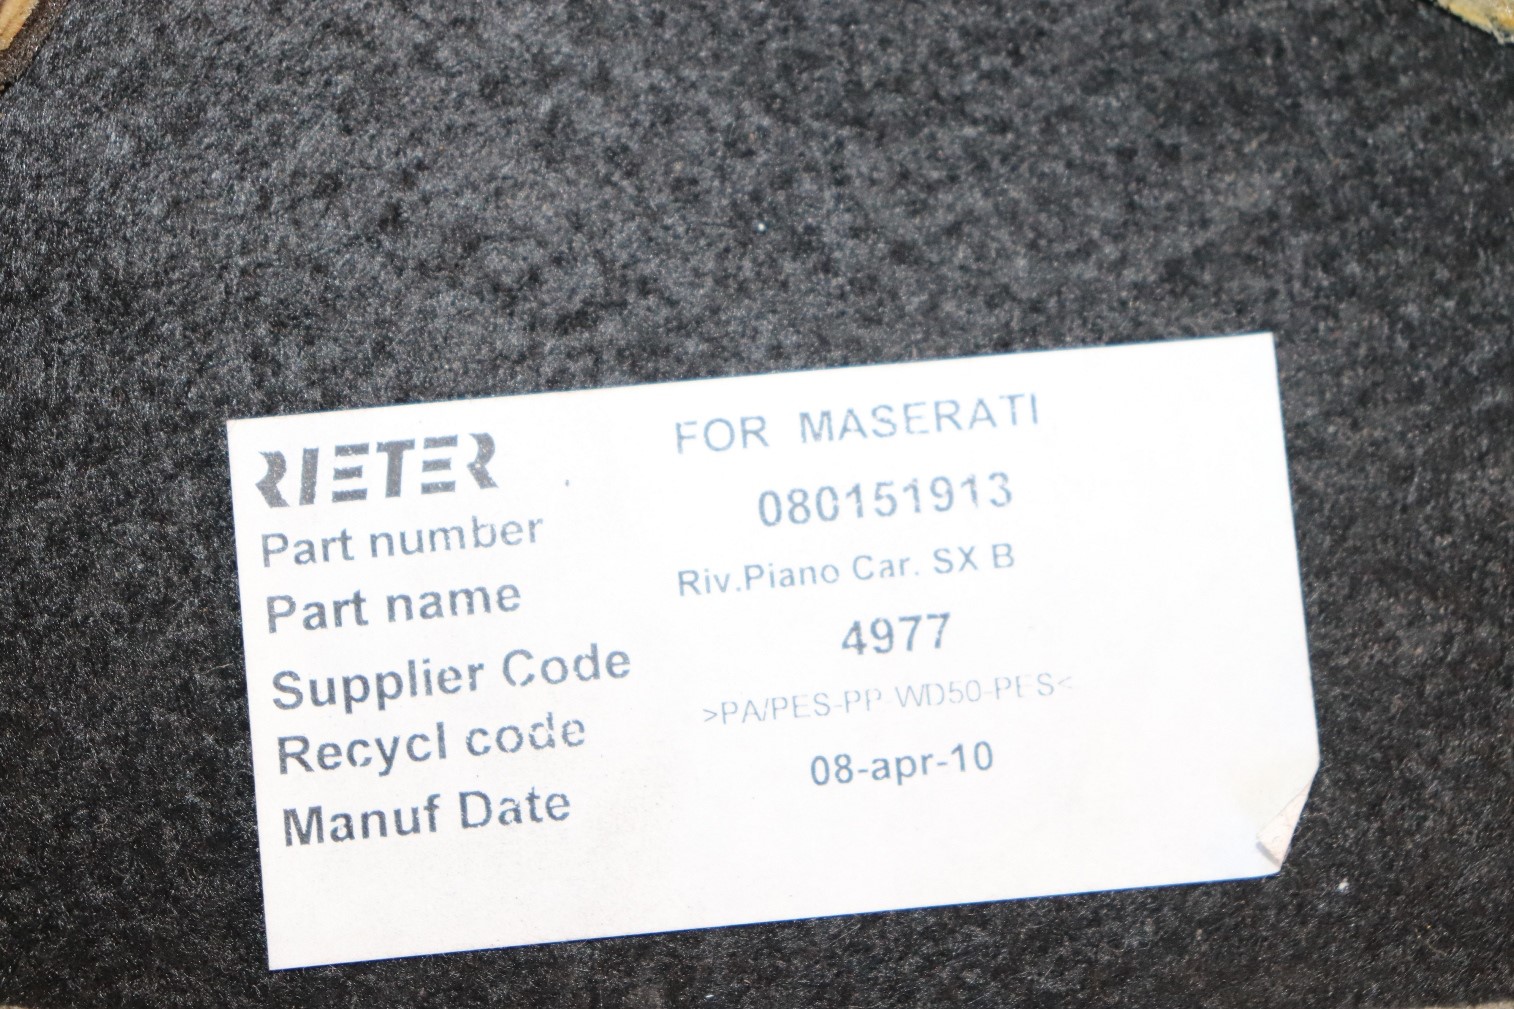 RIETER FOR MASERATI
Part number 080151913
Part name Riv.Piano Car. SX B
Supplier Code 4977
Recycl code >PA/PES-PP WD50-PES<
Manuf Date 08-apr-10